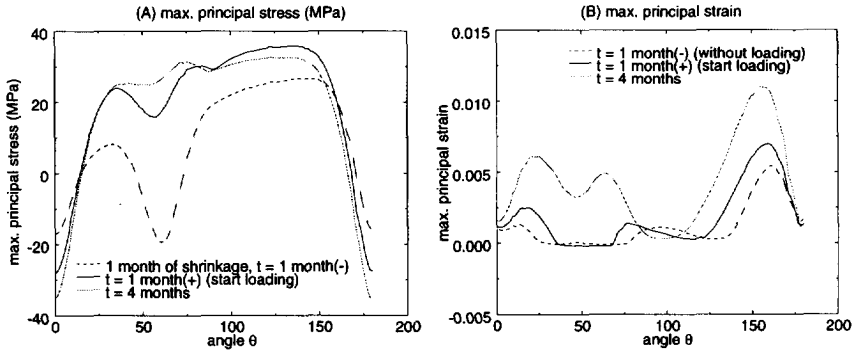 (A) max. principal stress (MPa)
max. principal stress (MPa)
40
20
0
-20
-40
1 month of shrinkage, t = 1 month(-)
t = 1 month(+) (start loading)
t = 4 months
0
50
100
150
200
angle θ
(B) max. principal strain
max. principal strain
0.015
0.010
0.005
0.000
-0.005
t = 1 month(-) (without loading)
t = 1 month(+) (start loading)
t = 4 months
0
50
100
150
200
angle θ